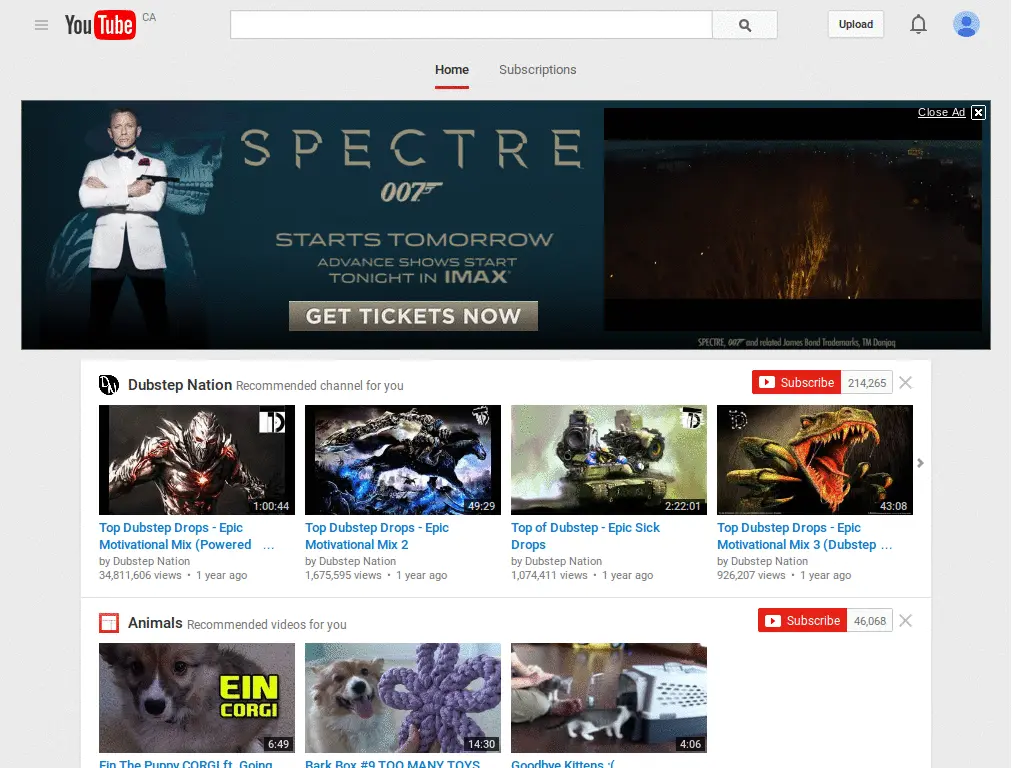 YouTube CA
Upload
Home Subscriptions
Close Ad
SPECTRE
007
STARTS TOMORROW
ADVANCE SHOWS START
TONIGHT IN IMAX®
GET TICKETS NOW
SPECTRE, 007 and related James Bond Trademarks, TM Danjaq
Dubstep Nation Recommended channel for you
Subscribe 214,265
1:00:44
49:29
2:22:01
43:08
Top Dubstep Drops - Epic
Motivational Mix (Powered ...
by Dubstep Nation
34,811,606 views • 1 year ago
Top Dubstep Drops - Epic
Motivational Mix 2
by Dubstep Nation
1,675,595 views • 1 year ago
Top of Dubstep - Epic Sick
Drops
by Dubstep Nation
1,074,411 views • 1 year ago
Top Dubstep Drops - Epic
Motivational Mix 3 (Dubstep ...
by Dubstep Nation
926,207 views • 1 year ago
Animals Recommended videos for you
Subscribe 46,068
EIN
CORGI
6:49
14:30
4:06
Ein The Puppy CORGI ft. Going
Bark Box #9 TOO MANY TOYS
Goodbye Kittens :(